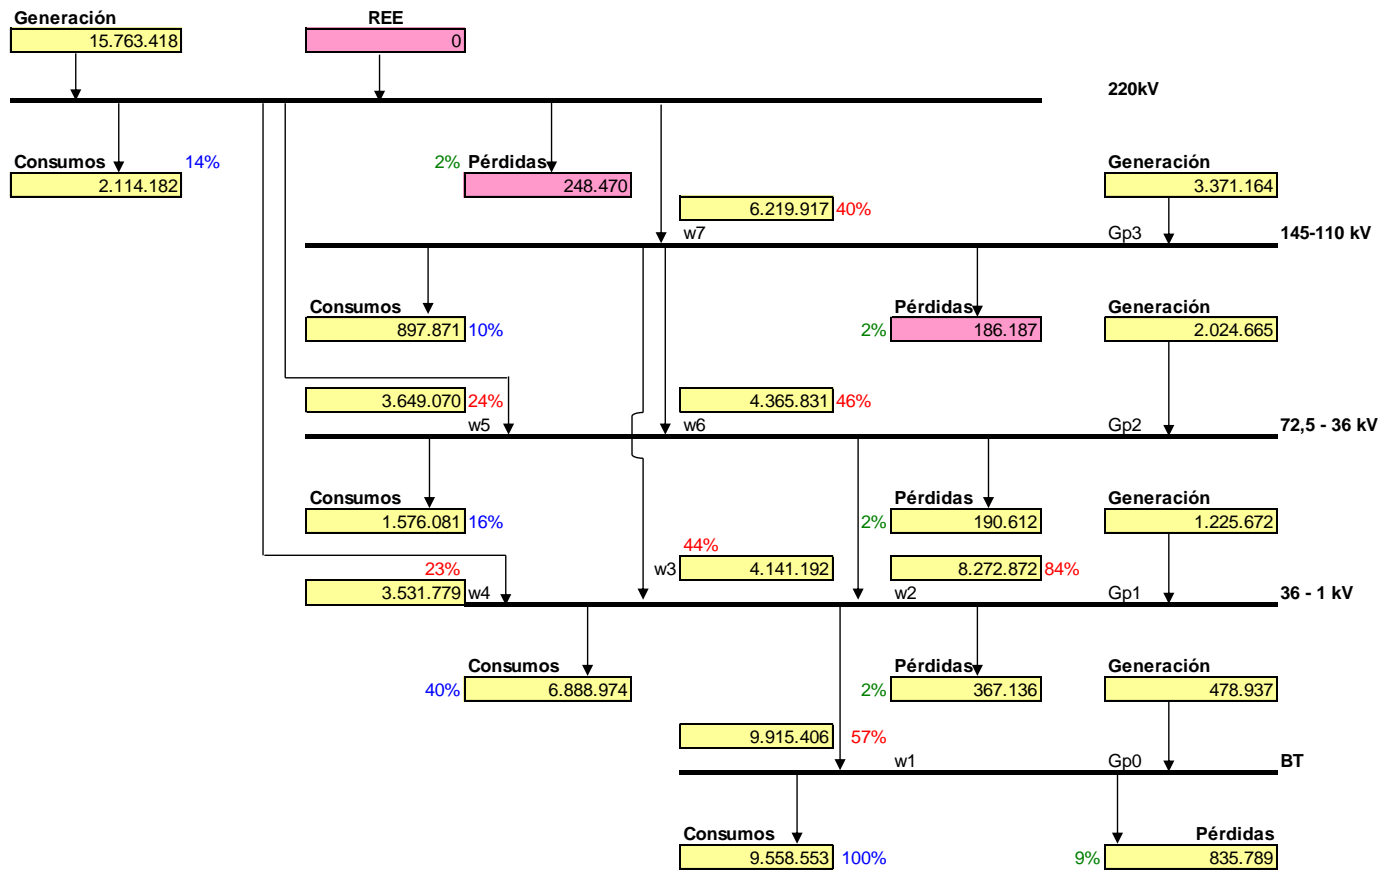 Generación REE
15.763.418 0
220kV
Consumos 14% 2% Pérdidas Generación
2.114.182 248.470 3.371.164
6.219.917 40%
w7 Gp3 145-110 kV
Consumos Pérdidas Generación
897.871 10% 2% 186.187 2.024.665
3.649.070 24% 4.365.831 46%
w5 w6 Gp2 72,5 - 36 kV
Consumos Pérdidas Generación
1.576.081 16% 2% 190.612 1.225.672
44%
23% w3 4.141.192 8.272.872 84%
3.531.779 w4 w2 Gp1 36 - 1 kV
Consumos Pérdidas Generación
40% 6.888.974 2% 367.136 478.937
9.915.406 57%
w1 Gp0 BT
Consumos Pérdidas
9.558.553 100% 9% 835.789